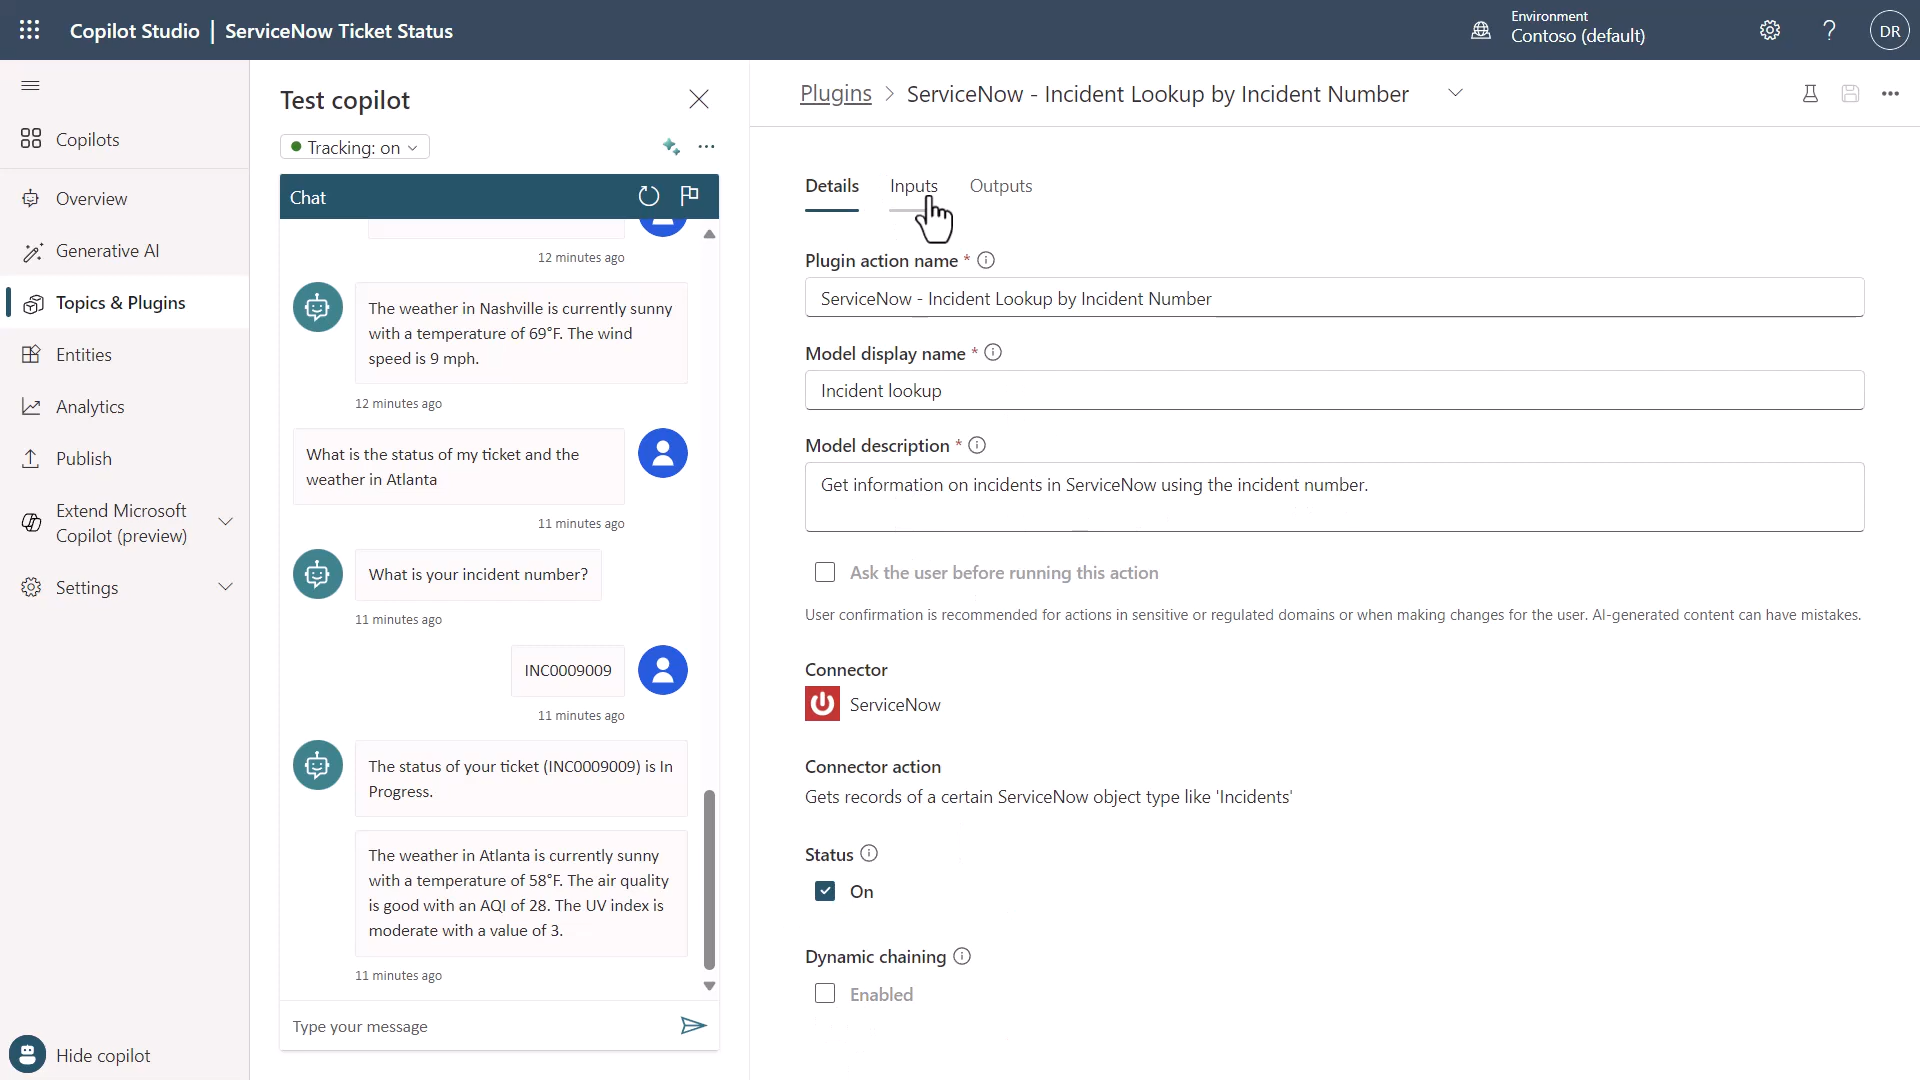 Copilot Studio | ServiceNow Ticket Status
Environment
Contoso (default)
DR
Copilots
Overview
Generative AI
Topics & Plugins
Entities
Analytics
Publish
Extend Microsoft
Copilot (preview)
Settings
Hide copilot
Test copilot
Tracking: on
Chat
12 minutes ago
The weather in Nashville is currently sunny
with a temperature of 69°F. The wind
speed is 9 mph.
12 minutes ago
What is the status of my ticket and the
weather in Atlanta
11 minutes ago
What is your incident number?
11 minutes ago
INC0009009
11 minutes ago
The status of your ticket (INC0009009) is In
Progress.
The weather in Atlanta is currently sunny
with a temperature of 58°F. The air quality
is good with an AQI of 28. The UV index is
moderate with a value of 3.
11 minutes ago
Type your message
Plugins > ServiceNow - Incident Lookup by Incident Number
Details Inputs Outputs
Plugin action name *
ServiceNow - Incident Lookup by Incident Number
Model display name *
Incident lookup
Model description *
Get information on incidents in ServiceNow using the incident number.
Ask the user before running this action
User confirmation is recommended for actions in sensitive or regulated domains or when making changes for the user. AI-generated content can have mistakes.
Connector
ServiceNow
Connector action
Gets records of a certain ServiceNow object type like 'Incidents'
Status
On
Dynamic chaining
Enabled